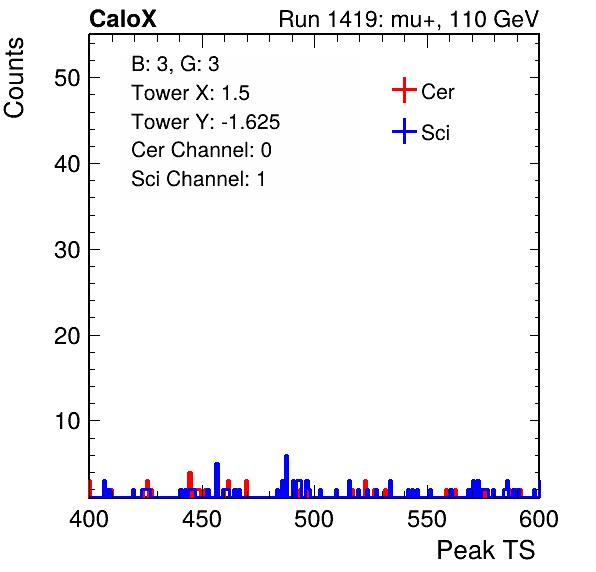 CaloX Run 1419: mu+, 110 GeV
Counts
B: 3, G: 3
Tower X: 1.5
Tower Y: -1.625
Cer Channel: 0
Sci Channel: 1
Cer
Sci
50
40
30
20
10
400 450 500 550 600
Peak TS